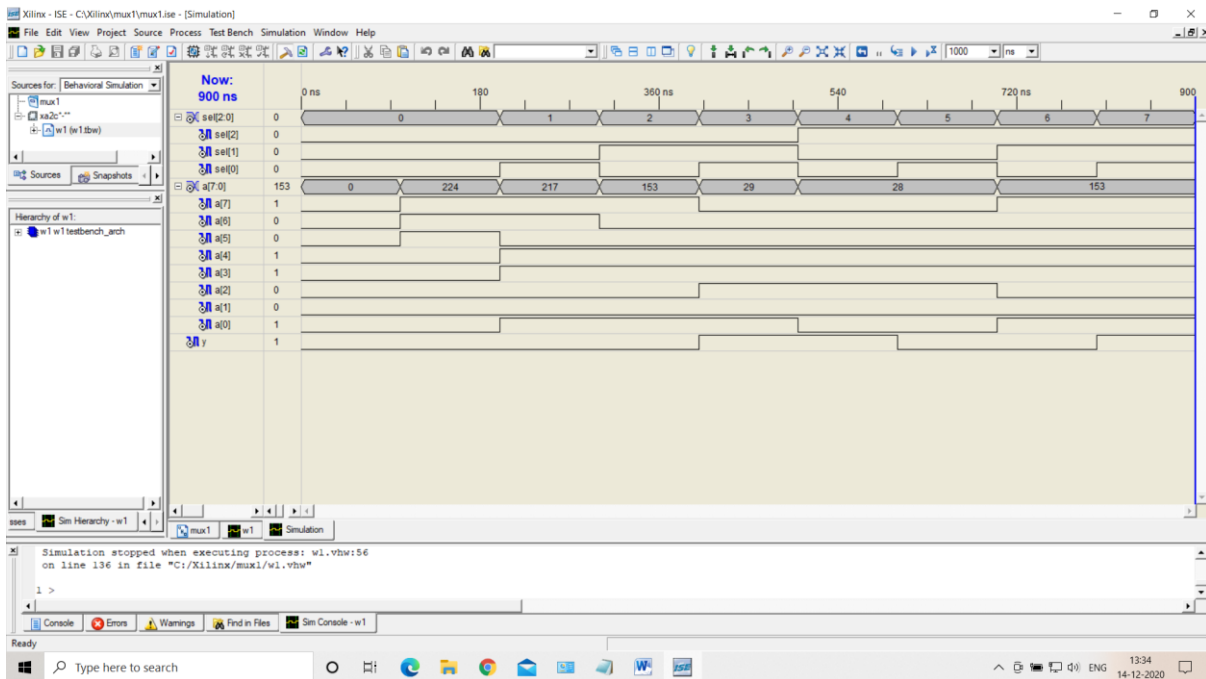 Xilinx - ISE - C:\Xilinx\mux1\mux1.ise - [Simulation]
File Edit View Project Source Process Test Bench Simulation Window Help
1000 ns
Sources for: Behavioral Simulation
mux1
xa2c*-**
w1 (w1.tbw)
Sources Snapshots
Hierarchy of w1:
w1 w1 testbench_arch
sses Sim Hierarchy - w1
Now:
900 ns
0 ns 180 360 ns 540 720 ns 900
sel[2:0] 0 0 1 2 3 4 5 6 7
sel[2] 0
sel[1] 0
sel[0] 0
a[7:0] 153 0 224 217 153 29 28 153
a[7] 1
a[6] 0
a[5] 0
a[4] 1
a[3] 1
a[2] 0
a[1] 0
a[0] 1
y 1
mux1 w1 Simulation
Simulation stopped when executing process: w1.vhw:56
on line 136 in file "C:/Xilinx/mux1/w1.vhw"
1 >
Console Errors Warnings Find in Files Sim Console - w1
Ready
Type here to search
ISE
ENG
13:34
14-12-2020